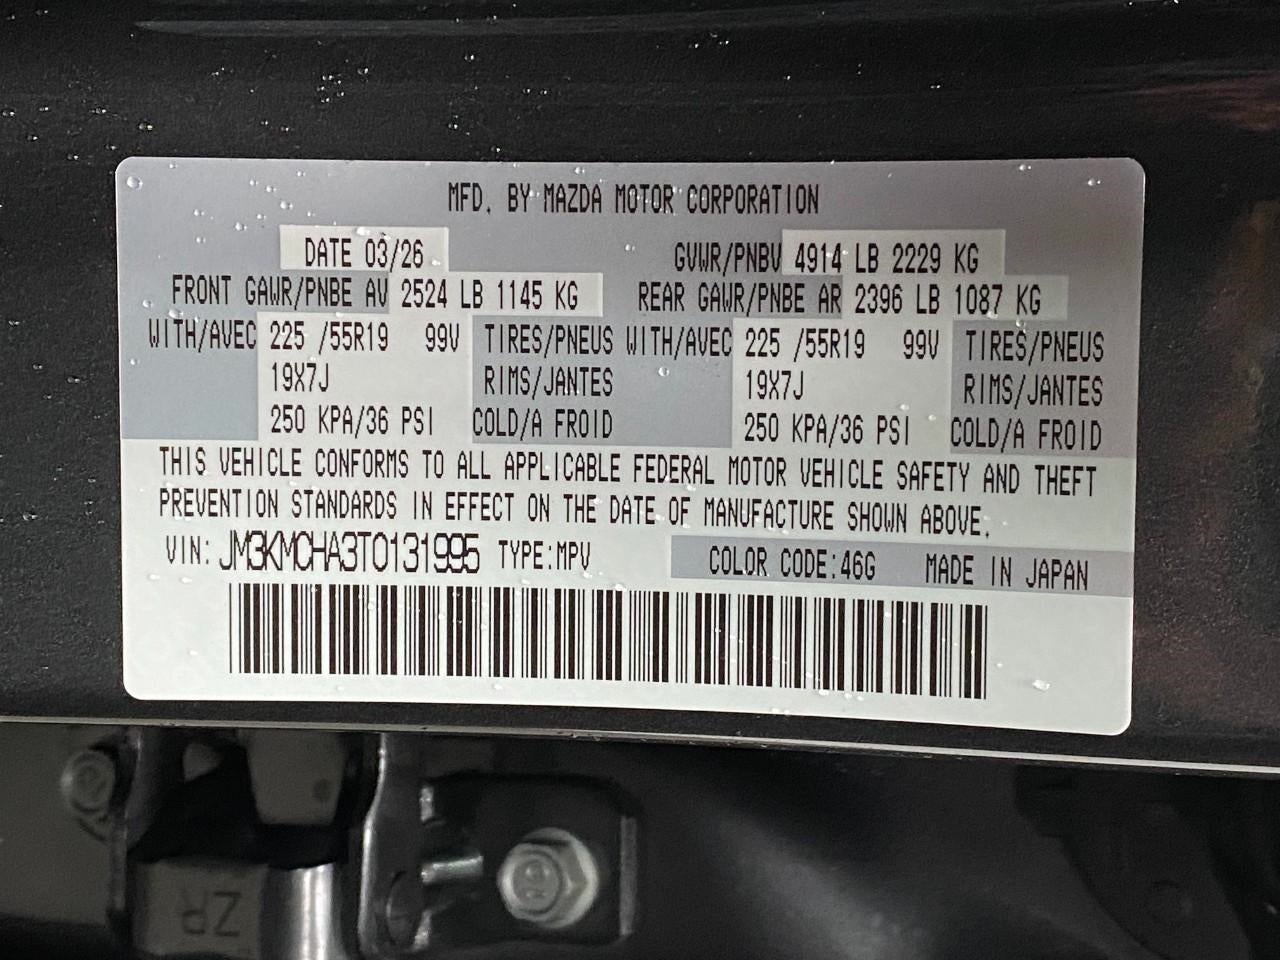 MFD. BY MAZDA MOTOR CORPORATION
DATE 03/26 GVWR/PNBV 4914 LB 2229 KG
FRONT GAWR/PNBE AV 2524 LB 1145 KG REAR GAWR/PNBE AR 2396 LB 1087 KG
WITH/AVEC 225 /55R19 99V TIRES/PNEUS WITH/AVEC 225 /55R19 99V TIRES/PNEUS
19X7J RIMS/JANTES 19X7J RIMS/JANTES
250 KPA/36 PSI COLD/A FROID 250 KPA/36 PSI COLD/A FROID
THIS VEHICLE CONFORMS TO ALL APPLICABLE FEDERAL MOTOR VEHICLE SAFETY AND THEFT
PREVENTION STANDARDS IN EFFECT ON THE DATE OF MANUFACTURE SHOWN ABOVE.
VIN: JM3KMCHA3T0131995 TYPE:MPV COLOR CODE:46G MADE IN JAPAN
ZR